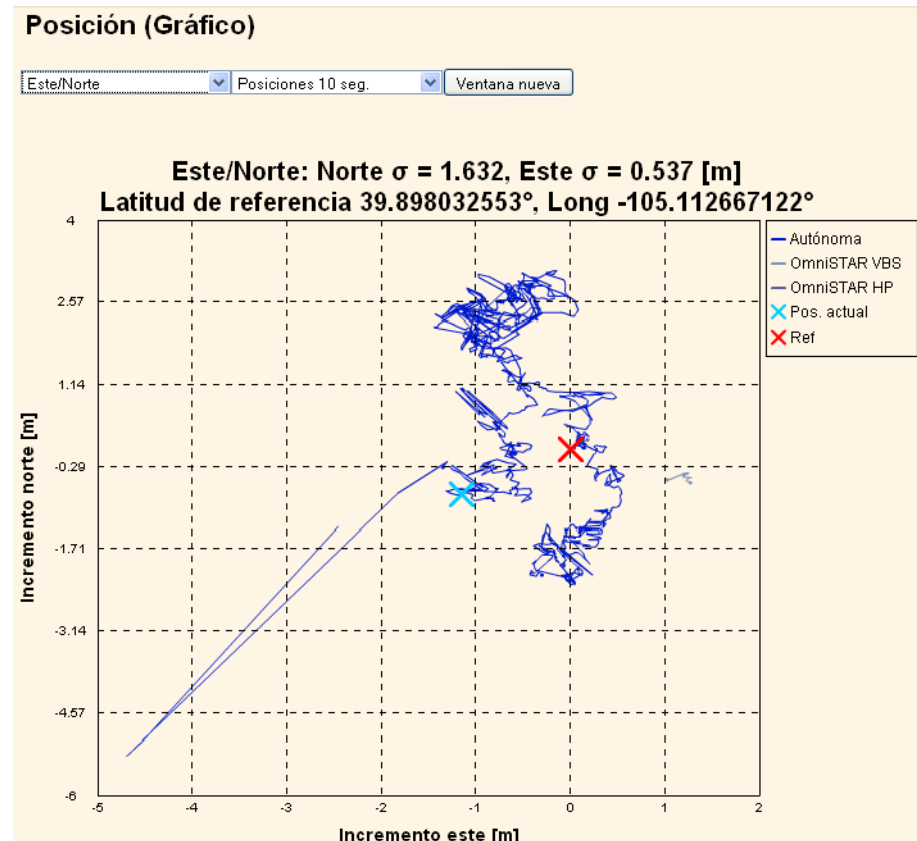 Posición (Gráfico)
Este/Norte Posiciones 10 seg. Ventana nueva
Este/Norte: Norte σ = 1.632, Este σ = 0.537 [m]
Latitud de referencia 39.898032553°, Long -105.112667122°
Autónoma
OmniSTAR VBS
OmniSTAR HP
Pos. actual
Ref
Incremento norte [m]
4
2.57
1.14
-0.29
-1.71
-3.14
-4.57
-6
-5 -4 -3 -2 -1 0 1 2
Incremento este [m]